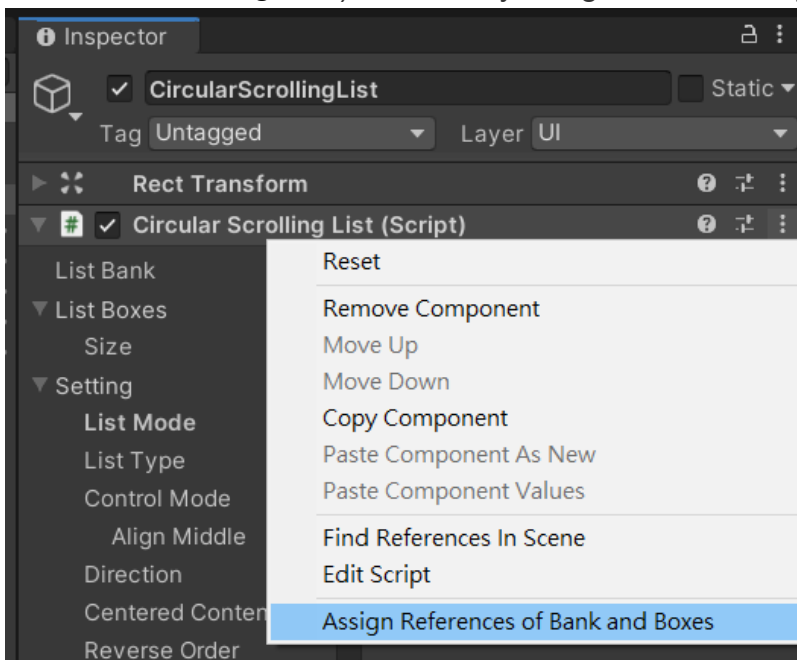 Inspector
CircularScrollingList
Static
Tag Untagged Layer UI
Rect Transform
# Circular Scrolling List (Script)
List Bank
List Boxes
Size
Setting
List Mode
List Type
Control Mode
Align Middle
Direction
Centered Conten
Reverse Order
Reset
Remove Component
Move Up
Move Down
Copy Component
Paste Component As New
Paste Component Values
Find References In Scene
Edit Script
Assign References of Bank and Boxes